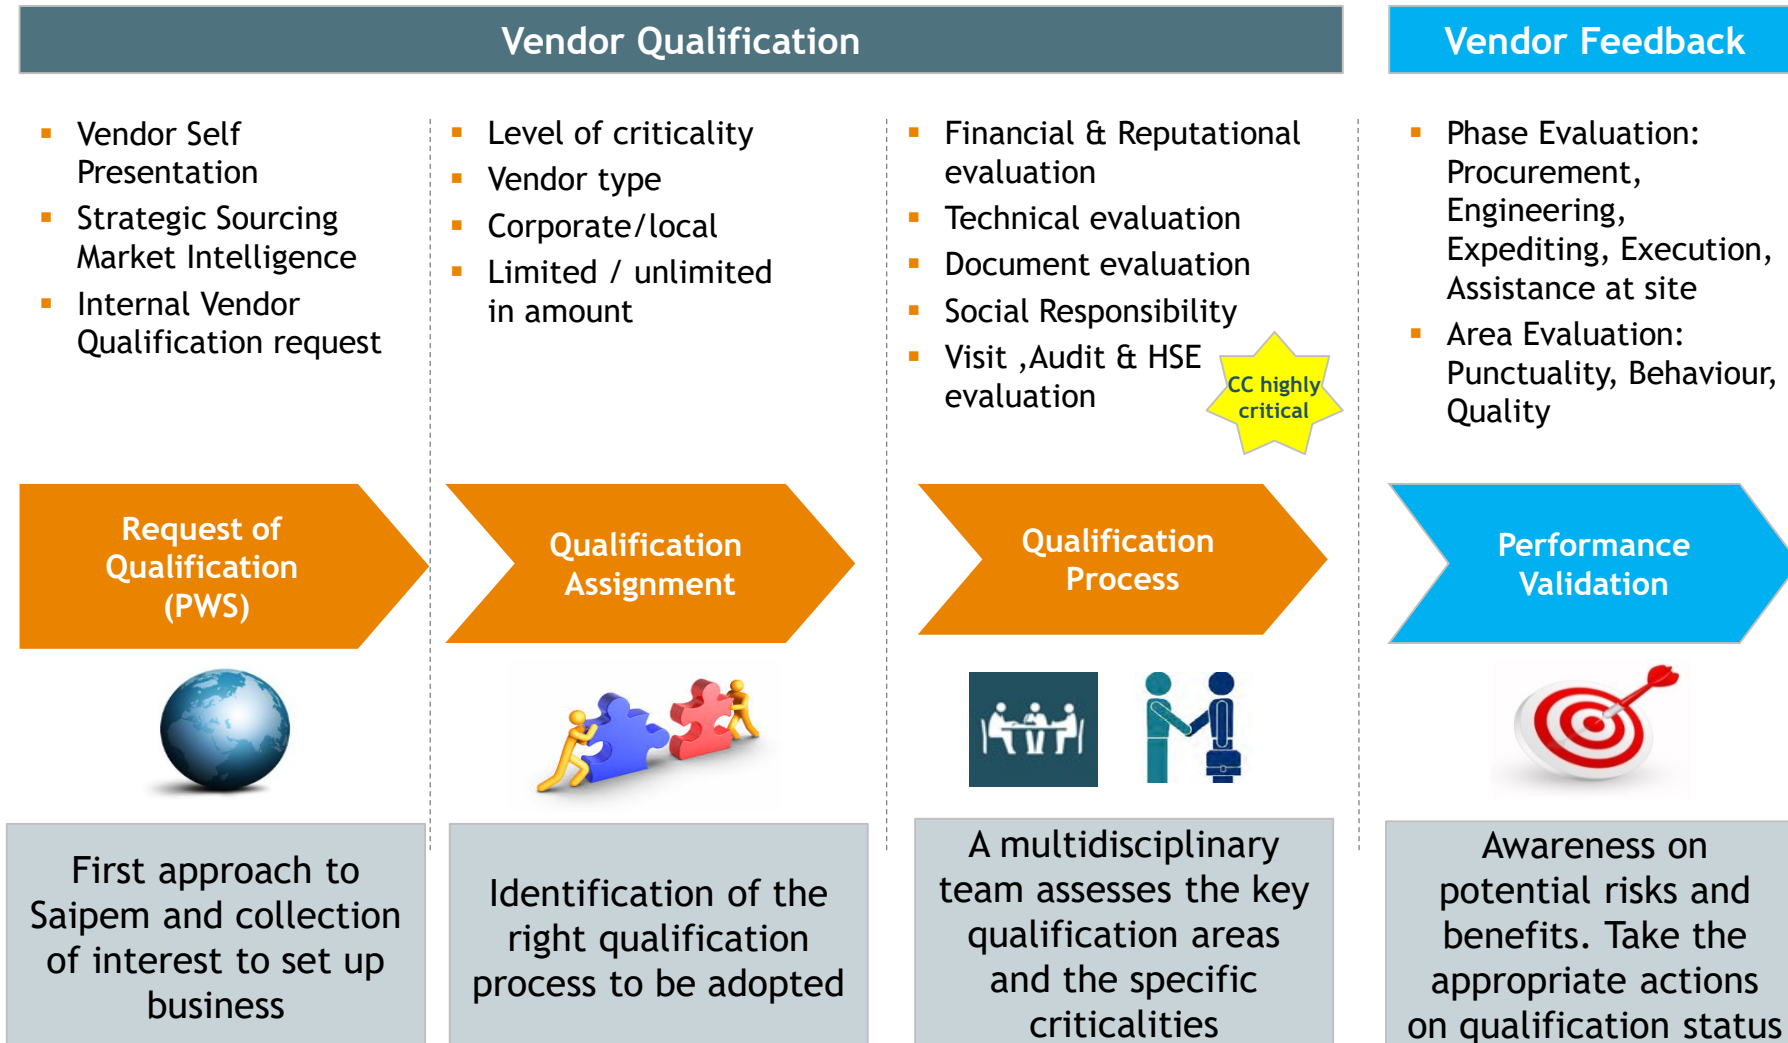 Vendor Qualification
Vendor Feedback
Vendor Self
Presentation
Strategic Sourcing
Market Intelligence
Internal Vendor
Qualification request
Level of criticality
Vendor type
Corporate/local
Limited / unlimited
in amount
Financial & Reputational
evaluation
Technical evaluation
Document evaluation
Social Responsibility
Visit ,Audit & HSE
evaluation
CC highly
critical
Phase Evaluation:
Procurement,
Engineering,
Expediting, Execution,
Assistance at site
Area Evaluation:
Punctuality, Behaviour,
Quality
Request of
Qualification
(PWS)
Qualification
Assignment
Qualification
Process
Performance
Validation
First approach to
Saipem and collection
of interest to set up
business
Identification of the
right qualification
process to be adopted
A multidisciplinary
team assesses the key
qualification areas
and the specific
criticalities
Awareness on
potential risks and
benefits. Take the
appropriate actions
on qualification status